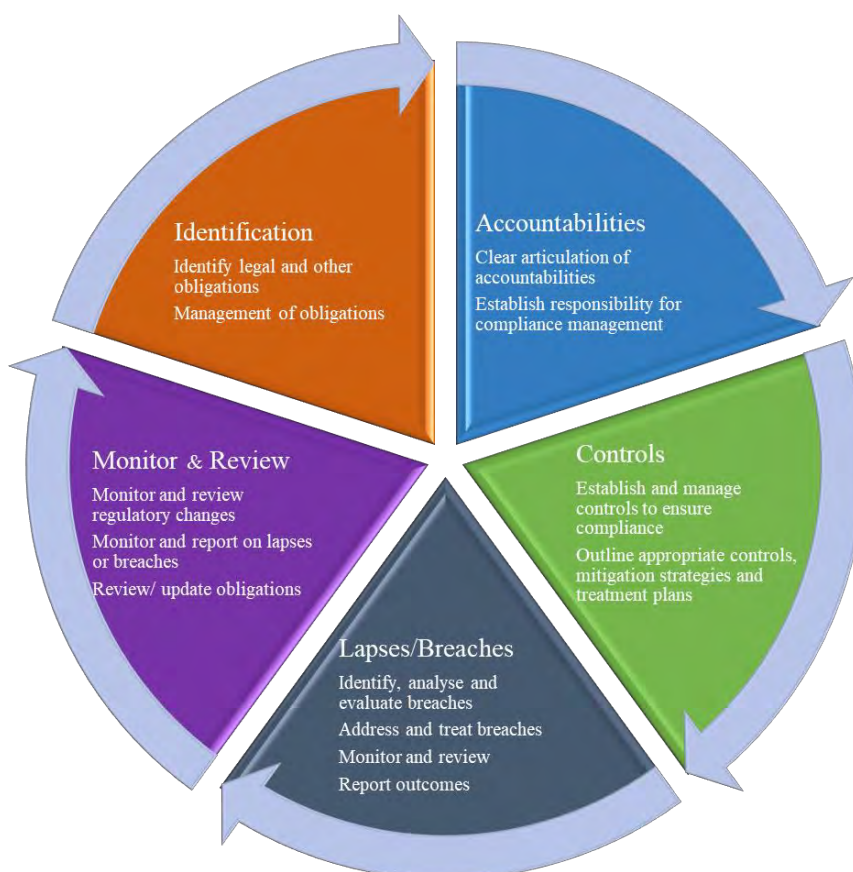 Identification
Identify legal and other
obligations
Management of obligations
Accountabilities
Clear articulation of
accountabilities
Establish responsibility for
compliance management
Controls
Establish and manage
controls to ensure
compliance
Outline appropriate controls,
mitigation strategies and
treatment plans
Lapses/Breaches
Identify, analyse and
evaluate breaches
Address and treat breaches
Monitor and review
Report outcomes
Monitor & Review
Monitor and review
regulatory changes
Monitor and report on lapses
or breaches
Review/ update obligations